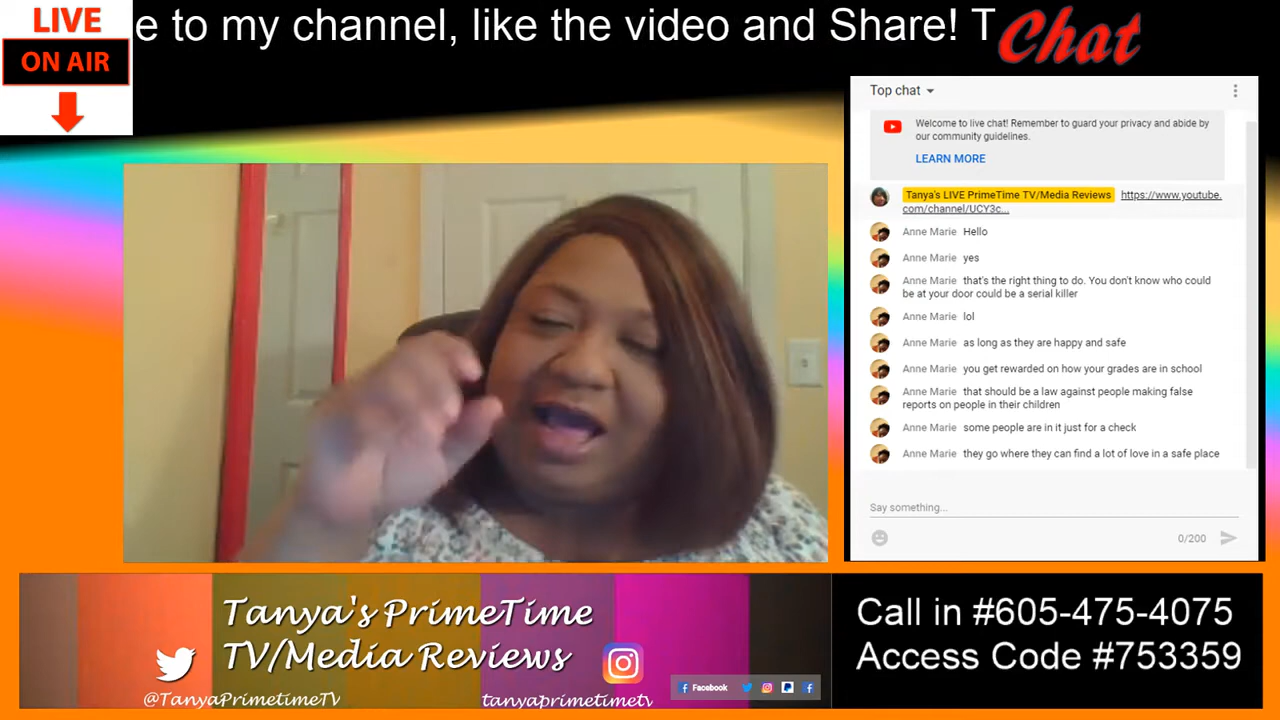 LIVE
ON AIR
e to my channel, like the video and Share! T
Chat
Top chat
Welcome to live chat! Remember to guard your privacy and abide by
our community guidelines.
LEARN MORE
Tanya's LIVE PrimeTime TV/Media Reviews https://www.youtube.
com/channel/UCY3c...
Anne Marie Hello
Anne Marie yes
Anne Marie that's the right thing to do. You don't know who could
be at your door could be a serial killer
Anne Marie lol
Anne Marie as long as they are happy and safe
Anne Marie you get rewarded on how your grades are in school
Anne Marie that should be a law against people making false
reports on people in their children
Anne Marie some people are in it just for a check
Anne Marie they go where they can find a lot of love in a safe place
Say something...
0/200
Tanya's PrimeTime
TV/Media Reviews
@TanyaPrimetimeTV
tanyaprimetimetv
Facebook
Call in #605-475-4075
Access Code #753359